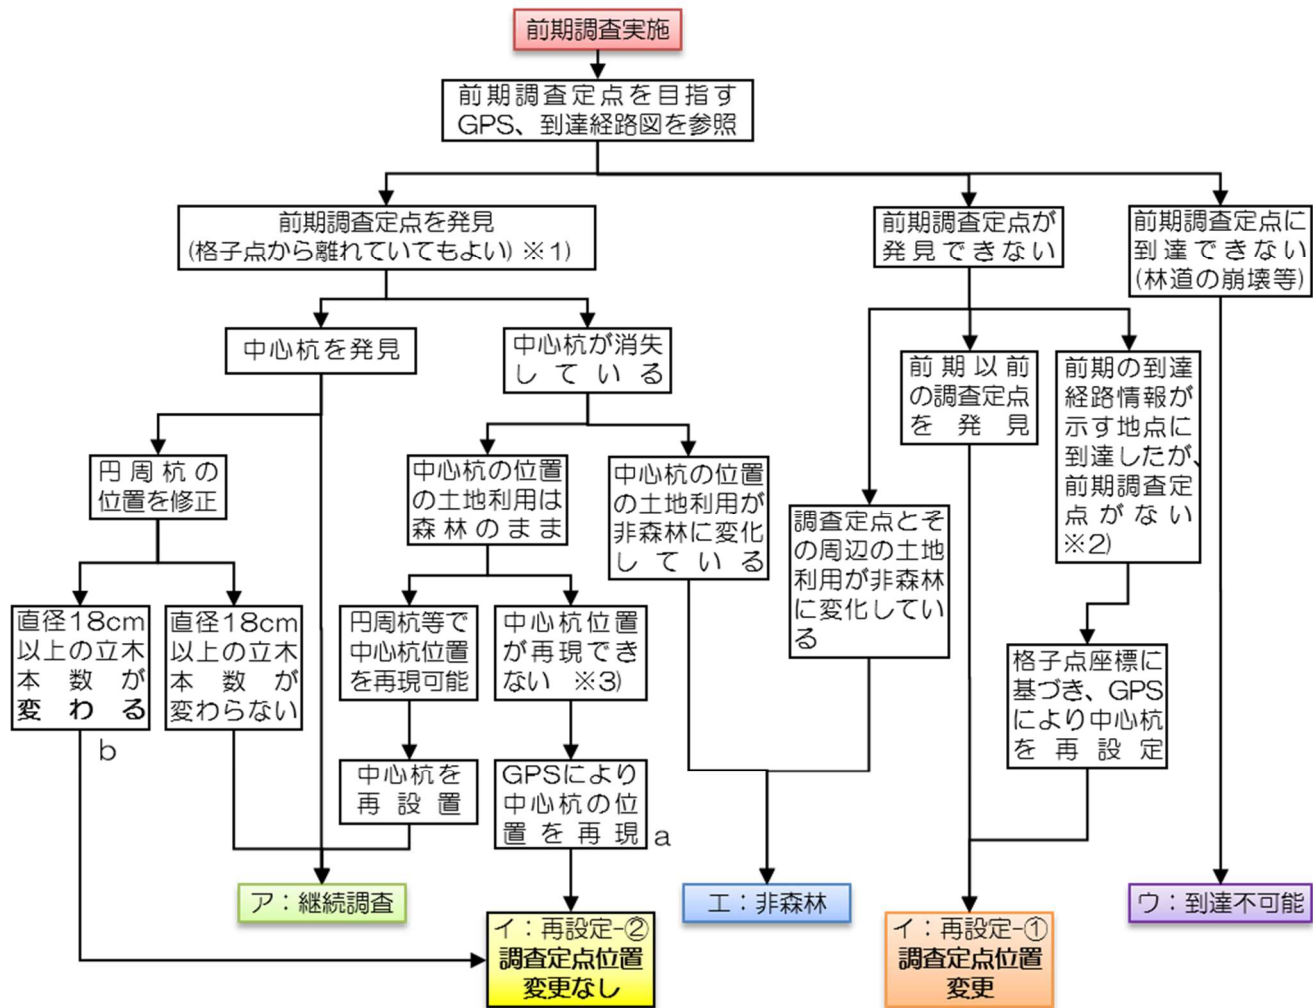 前期調査実施
前期調査定点を目指す
GPS、到達経路図を参照
前期調査定点を発見
(格子点から離れていてもよい) ※1)
前期調査定点が
発見できない
前期調査定点に
到達できない
(林道の崩壊等)
中心杭を発見
中心杭が消失
している
前期以前
の調査定点
を発見
前期の到達
経路情報が
示す地点に
到達したが、
前期調査定
点がない
※2)
円周杭の
位置を修正
中心杭の位置
の土地利用は
森林のまま
中心杭の位置
の土地利用が
非森林に変化
している
調査定点とそ
の周辺の土地
利用が非森林
に変化してい
る
直径18cm
以上の立木
本数が
変わる
b
直径18cm
以上の立木
本数が
変わらない
円周杭等で
中心杭位置
を再現可能
中心杭位置
が再現でき
ない ※3)
格子点座標に
基づき、GPS
により中心杭
を再設定
中心杭を
再設置
GPSにより
中心杭の位
置を再現
a
ア：継続調査
イ：再設定-②
調査定点位置
変更なし
エ：非森林
イ：再設定-①
調査定点位置
変更
ウ：到達不可能